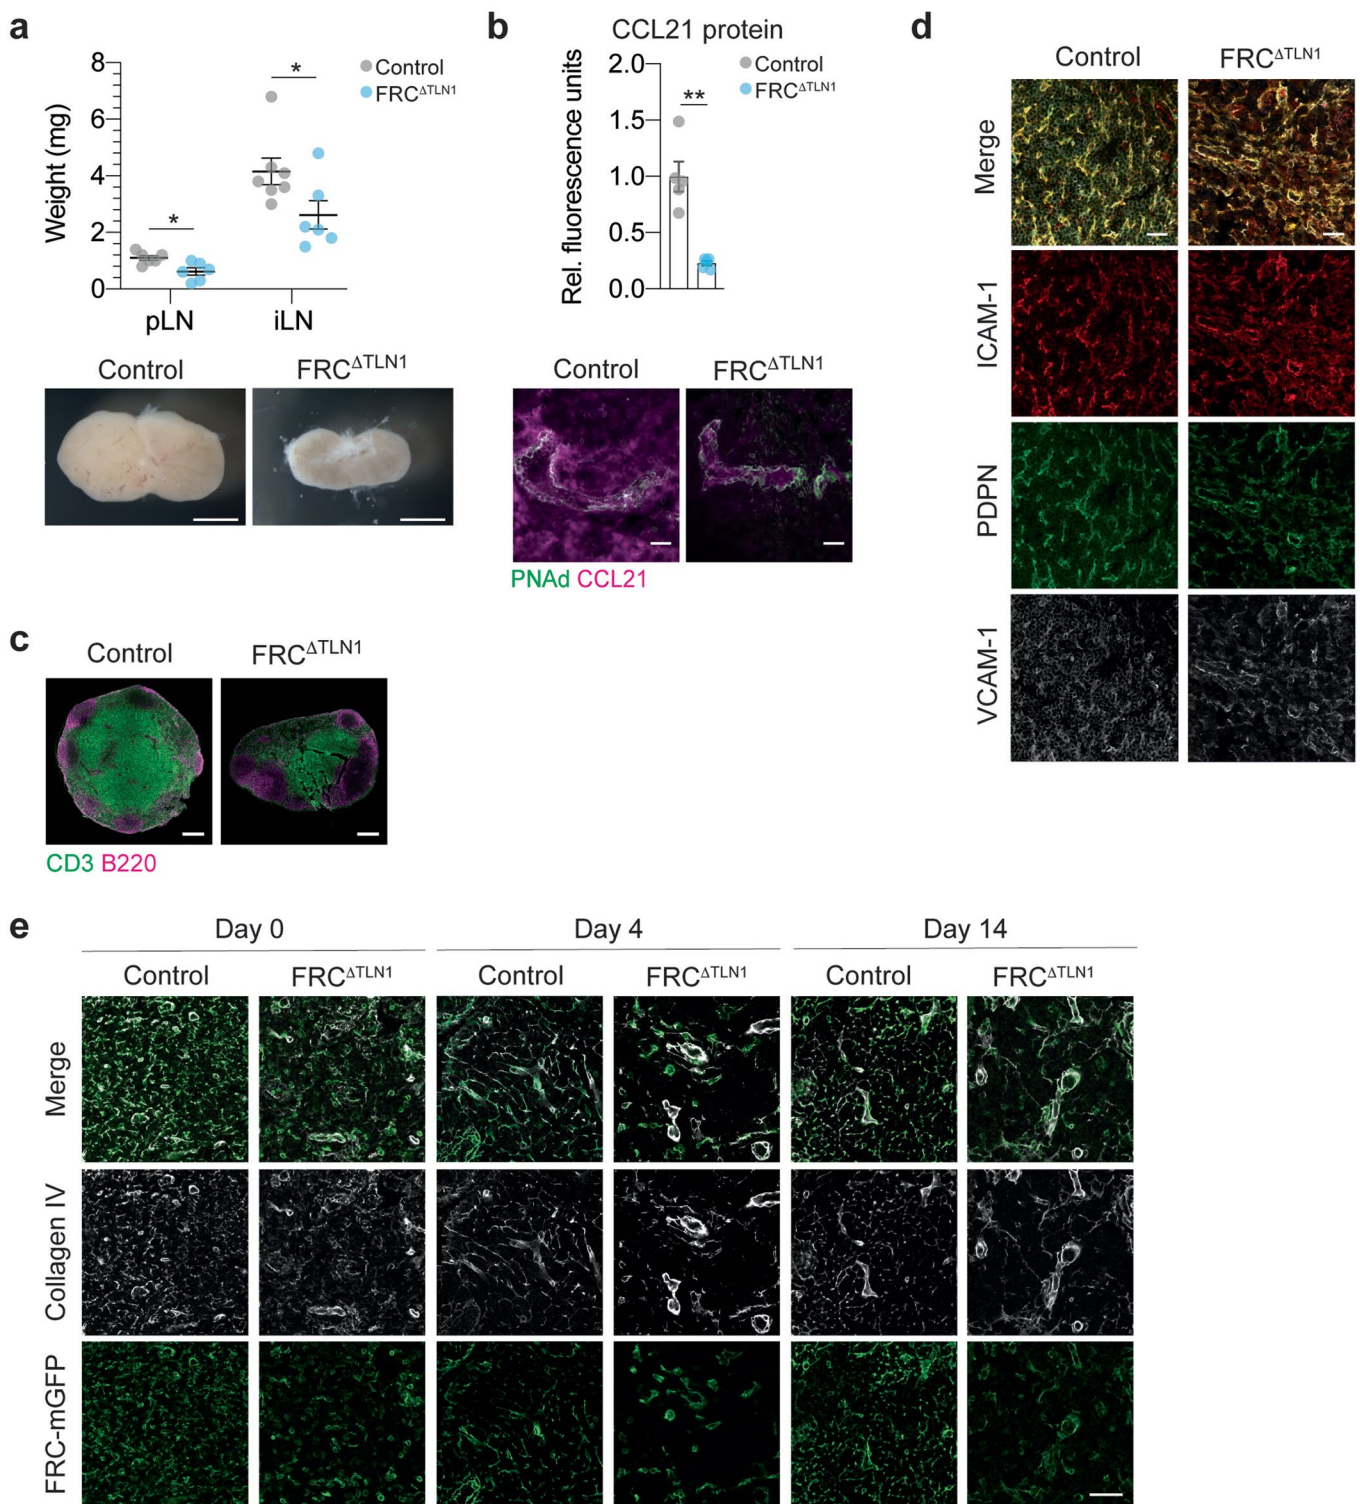 a
Weight (mg)
8
6
4
2
0
pLN
iLN
*
*
Control
FRCΔTLN1
Control
FRCΔTLN1
b
CCL21 protein
Rel. fluorescence units
2.0
1.5
1.0
0.5
0.0
**
Control
FRCΔTLN1
Control
FRCΔTLN1
PNAd CCL21
c
Control
FRCΔTLN1
CD3 B220
d
Control
FRCΔTLN1
Merge
ICAM-1
PDPN
VCAM-1
e
Day 0
Day 4
Day 14
Control
FRCΔTLN1
Control
FRCΔTLN1
Control
FRCΔTLN1
Merge
Collagen IV
FRC-mGFP